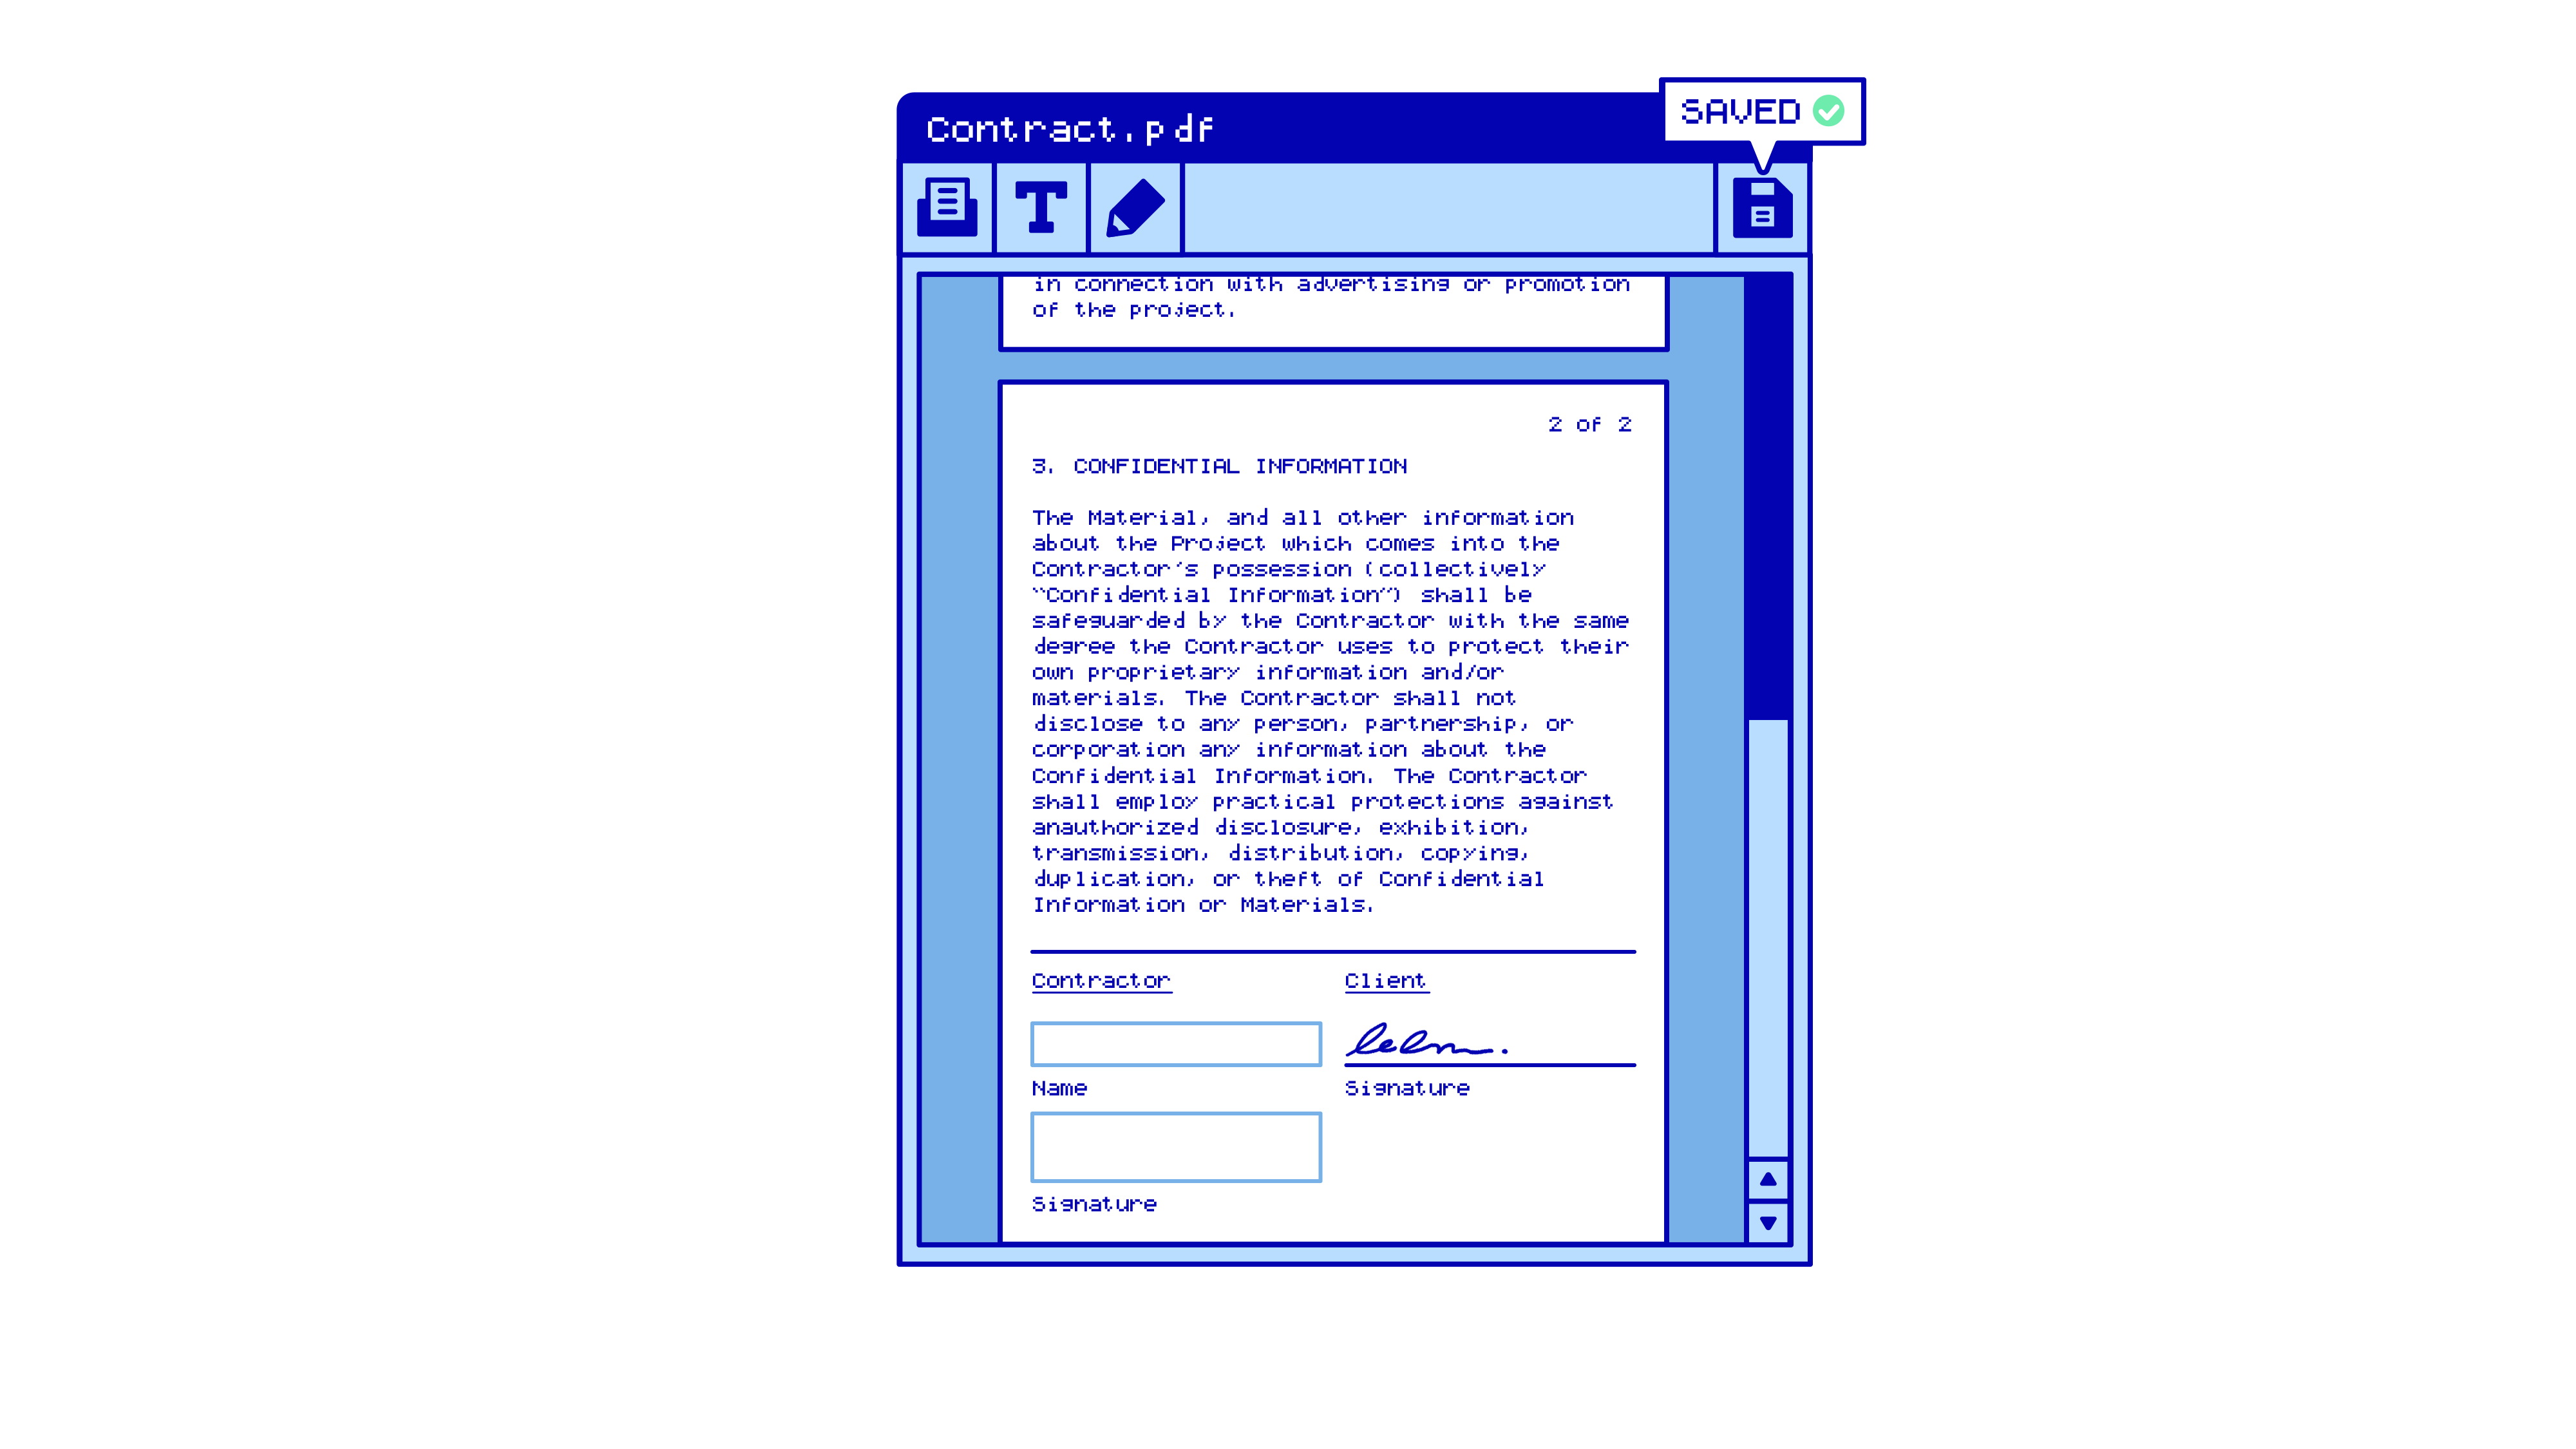 Contract.pdf
SAVED
T
in connection with advertising or promotion
of the project.
2 of 2
3. CONFIDENTIAL INFORMATION
The Material, and all other information
about the Project which comes into the
Contractor's possession (collectively
"Confidential Information") shall be
safeguarded by the Contractor with the same
degree the Contractor uses to protect their
own proprietary information and/or
materials. The Contractor shall not
disclose to any person, partnership, or
corporation any information about the
Confidential Information. The Contractor
shall employ practical protections against
anauthorized disclosure, exhibition,
transmission, distribution, copying,
duplication, or theft of Confidential
Information or Materials.
Contractor
Client
Name
Signature
Signature